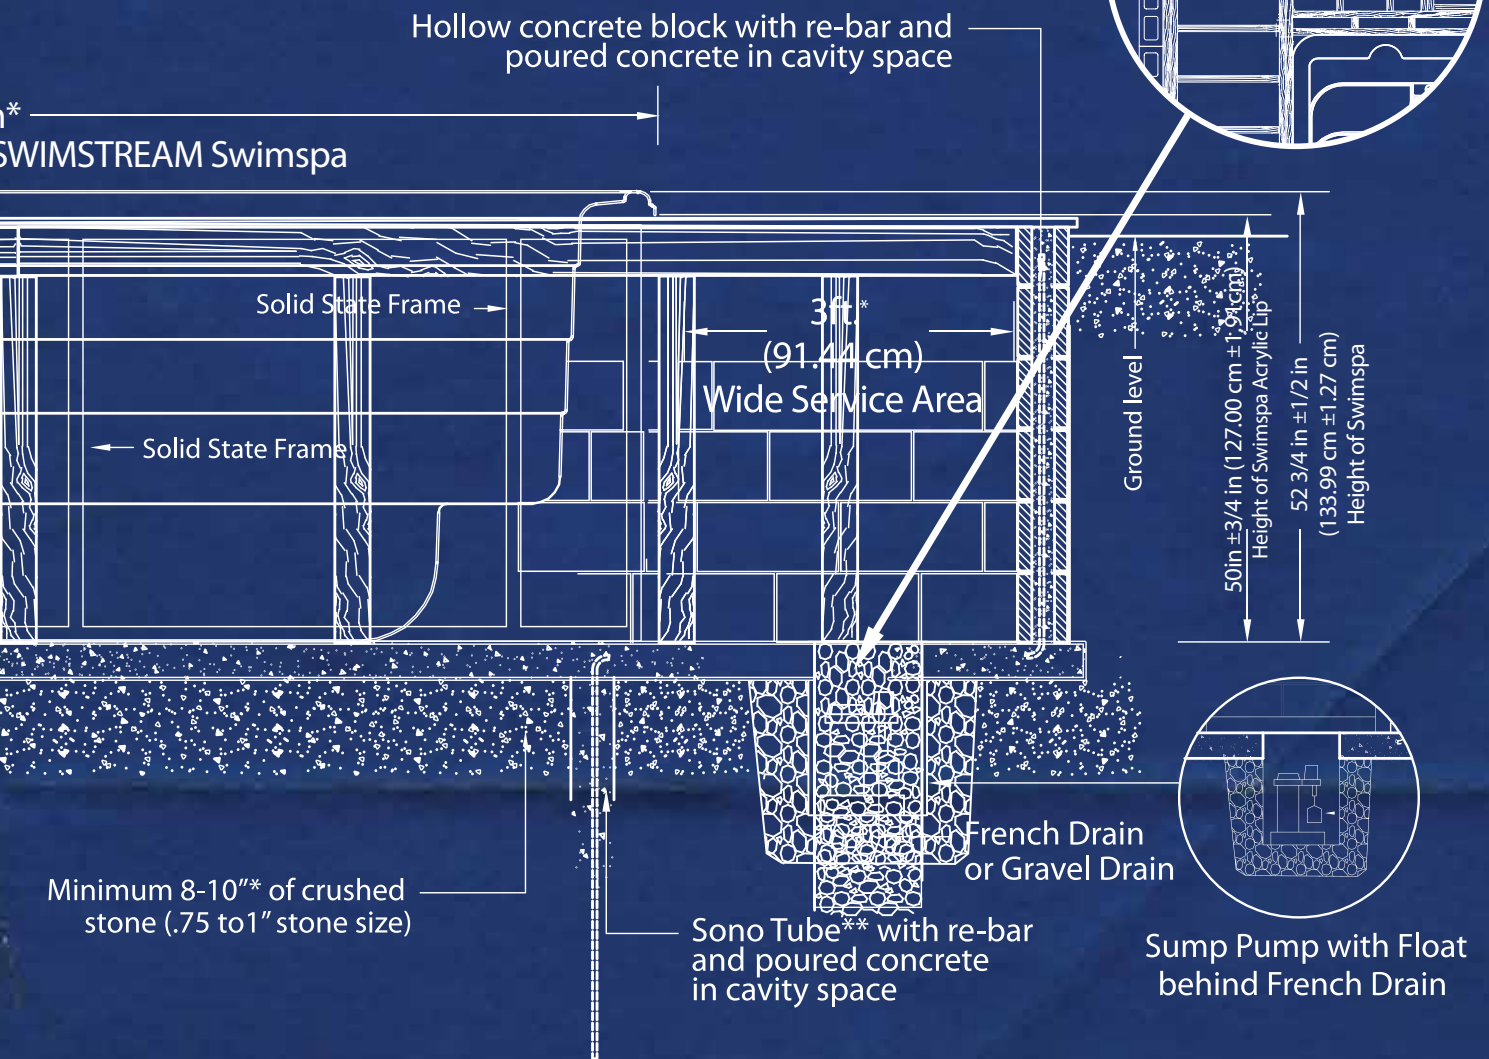 Hollow concrete block with re-bar and
poured concrete in cavity space
SWIMSTREAM Swimspa
Solid State Frame
3ft.*
(91.44 cm)
Wide Service Area
Solid State Frame
Ground level
50in ±3/4 in (127.00 cm ±1.91 cm)
Height of Swimspa Acrylic Lip
52 3/4 in ±1/2 in
(133.99 cm ±1.27 cm)
Height of Swimspa
French Drain
or Gravel Drain
Minimum 8-10”* of crushed
stone (.75 to1” stone size)
Sono Tube** with re-bar
and poured concrete
in cavity space
Sump Pump with Float
behind French Drain